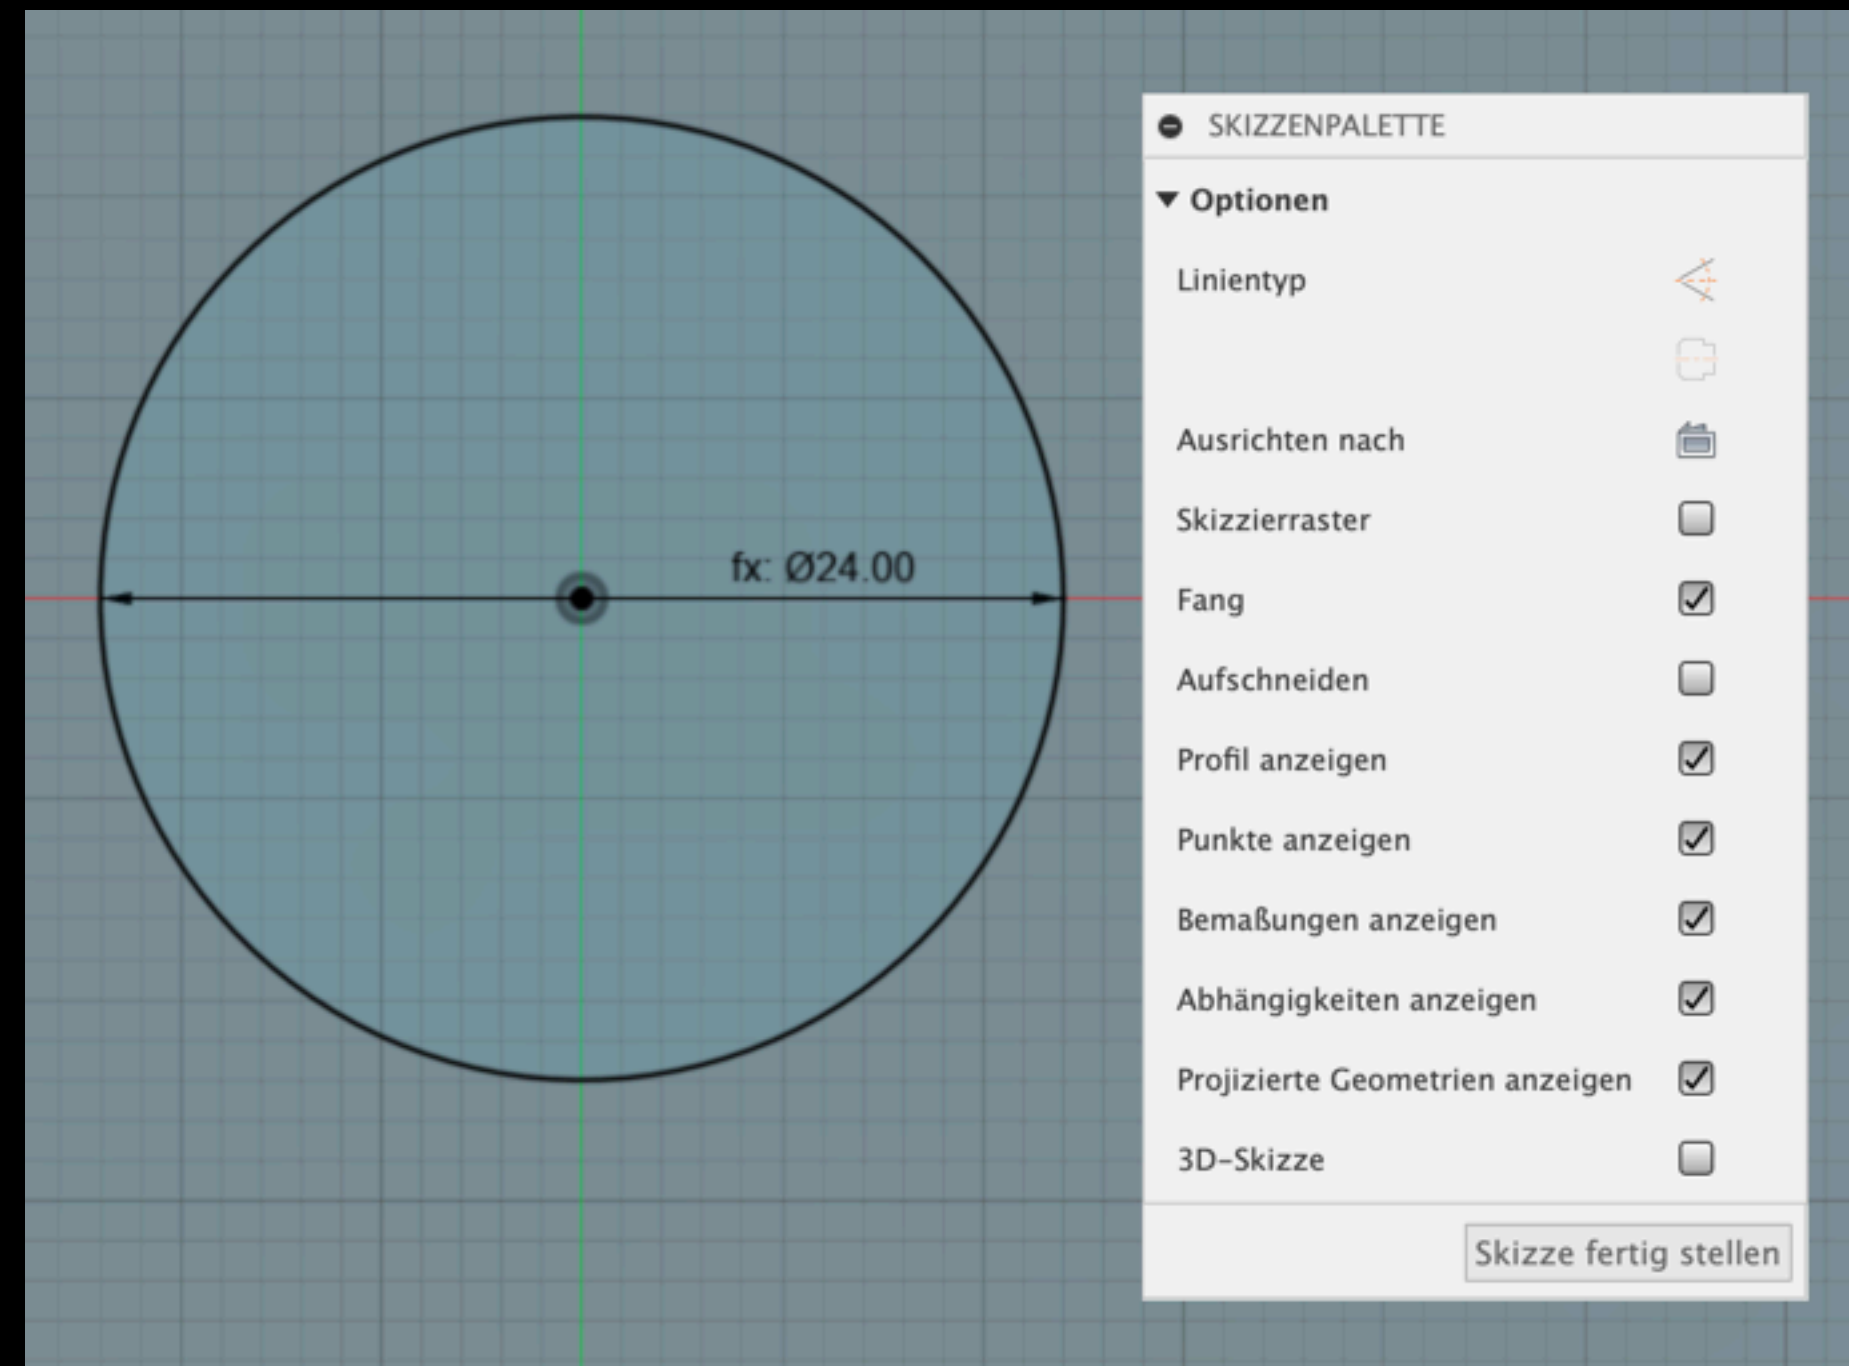 fx: Ø24.00
SKIZZENPALETTE
Optionen
Linientyp
Ausrichten nach
Skizzierraster
Fang
Aufschneiden
Profil anzeigen
Punkte anzeigen
Bemaßungen anzeigen
Abhängigkeiten anzeigen
Projizierte Geometrien anzeigen
3D-Skizze
Skizze fertig stellen